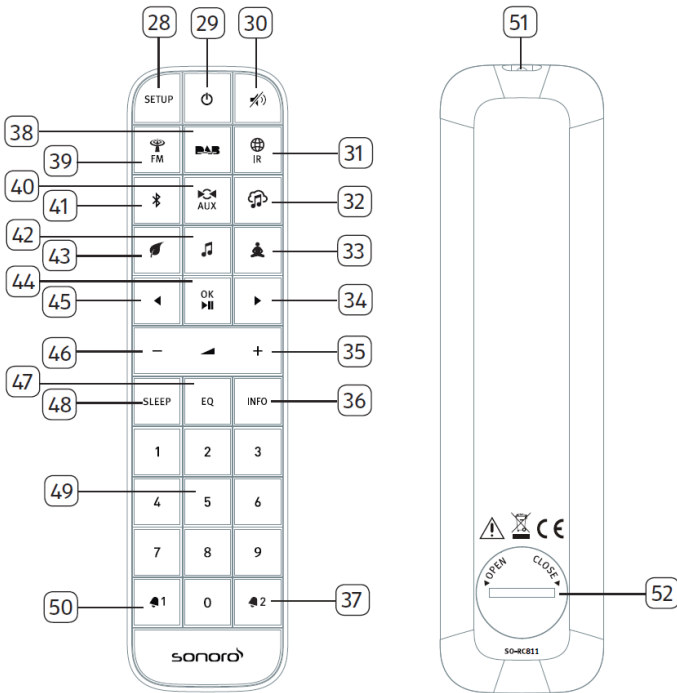 28 29 30 51
SETUP
38
FM DAB IR
39 31
40
AUX
41 32
42
43 33
44
OK
45 34
46 − + 35
47
SLEEP EQ INFO
48 36
1 2 3
49
4 5 6
7 8 9
OPEN CLOSE
CE
1 0 2
50 37 52
sonoro
SO-RC811